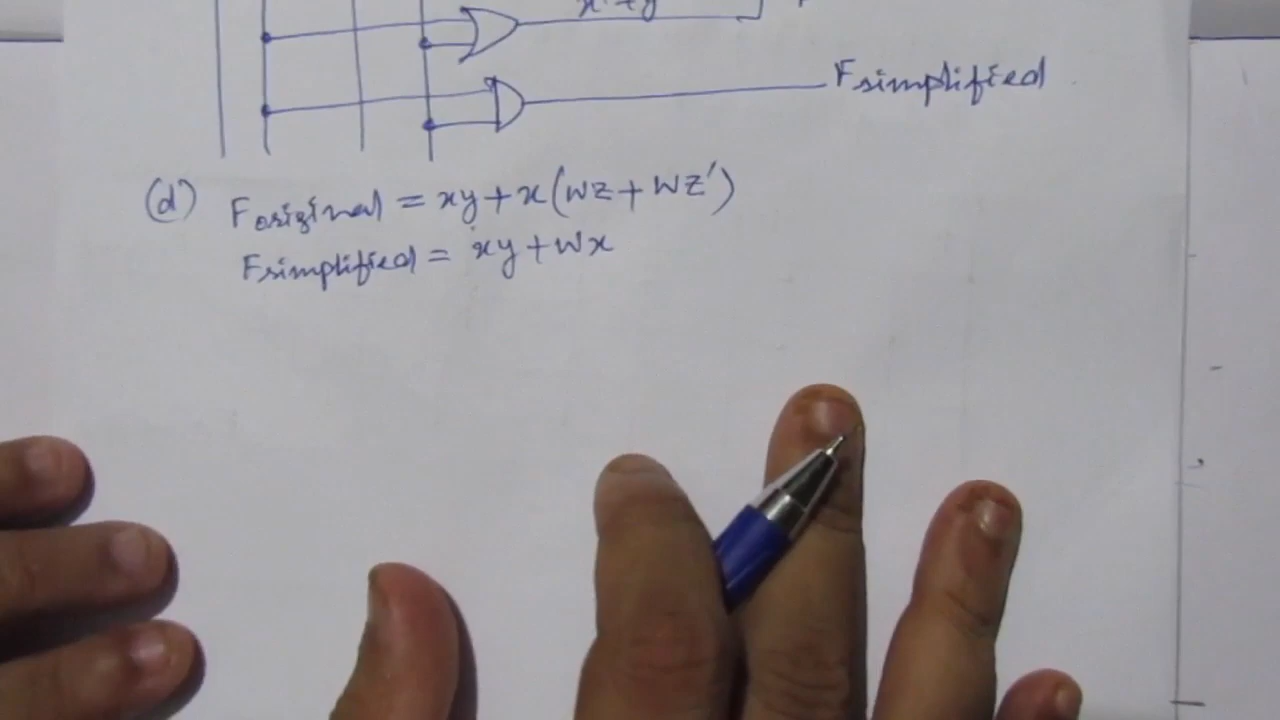 x'+y
Fsimplified
(d) Foriginal = xy + x(wz + wz')
Fsimplified = xy + wx